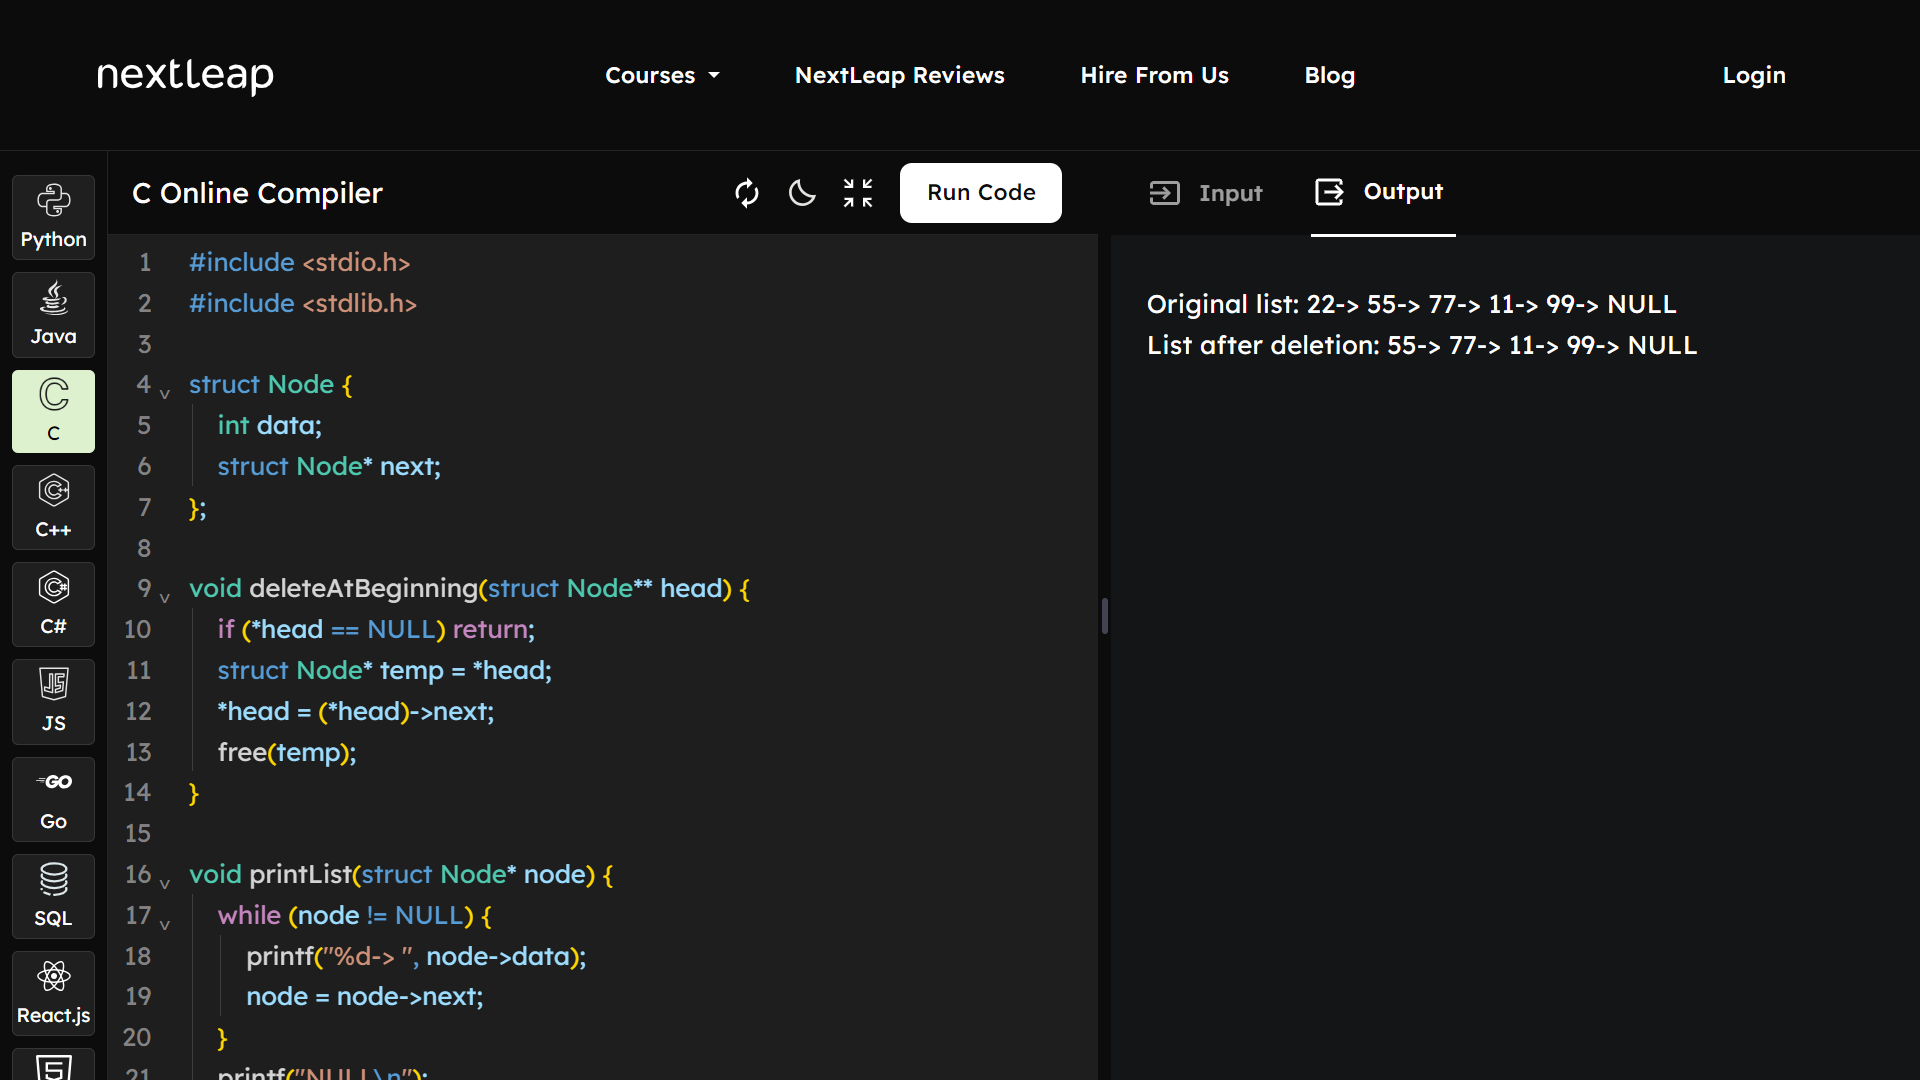 nextleap
Courses
NextLeap Reviews
Hire From Us
Blog
Login
Python
Java
C
C++
C#
JS
Go
SQL
React.js
C Online Compiler
Run Code
1 #include <stdio.h>
2 #include <stdlib.h>
3
4 struct Node {
5 int data;
6 struct Node* next;
7 };
8
9 void deleteAtBeginning(struct Node** head) {
10 if (*head == NULL) return;
11 struct Node* temp = *head;
12 *head = (*head)->next;
13 free(temp);
14 }
15
16 void printList(struct Node* node) {
17 while (node != NULL) {
18 printf("%d-> ", node->data);
19 node = node->next;
20 }
21 printf("NULL\n");
Input
Output
Original list: 22-> 55-> 77-> 11-> 99-> NULL
List after deletion: 55-> 77-> 11-> 99-> NULL